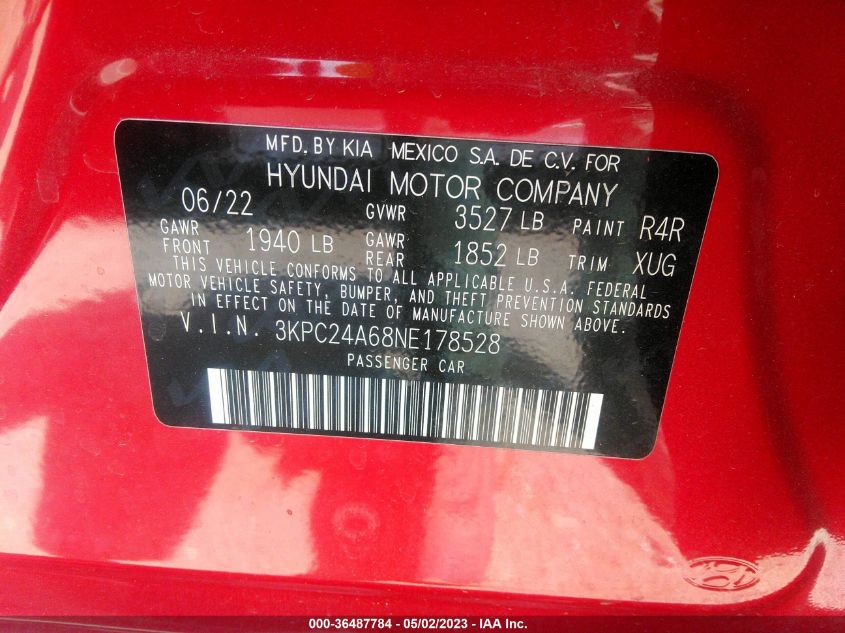 MFD. BY KIA MEXICO S.A. DE C.V. FOR
HYUNDAI MOTOR COMPANY
06/22 GVWR 3527 LB PAINT R4R
GAWR FRONT 1940 LB GAWR REAR 1852 LB TRIM XUG
THIS VEHICLE CONFORMS TO ALL APPLICABLE U.S.A. FEDERAL
MOTOR VEHICLE SAFETY, BUMPER, AND THEFT PREVENTION STANDARDS
IN EFFECT ON THE DATE OF MANUFACTURE SHOWN ABOVE.
V.I.N. 3KPC24A68NE178528
PASSENGER CAR
000-36487784 - 05/02/2023 - IAA Inc.